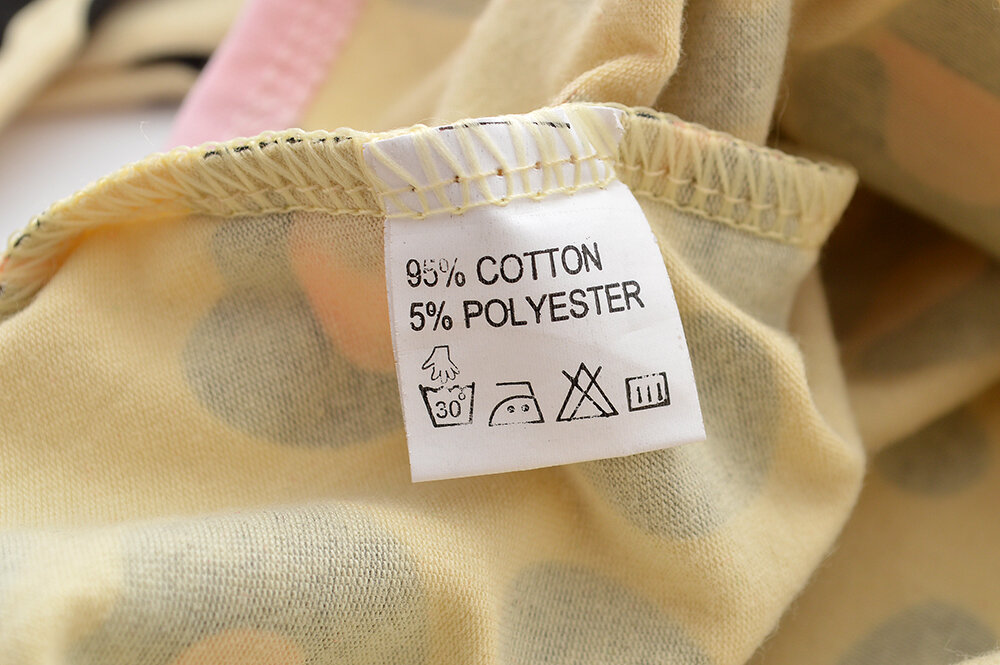 95% COTTON
5% POLYESTER
30°